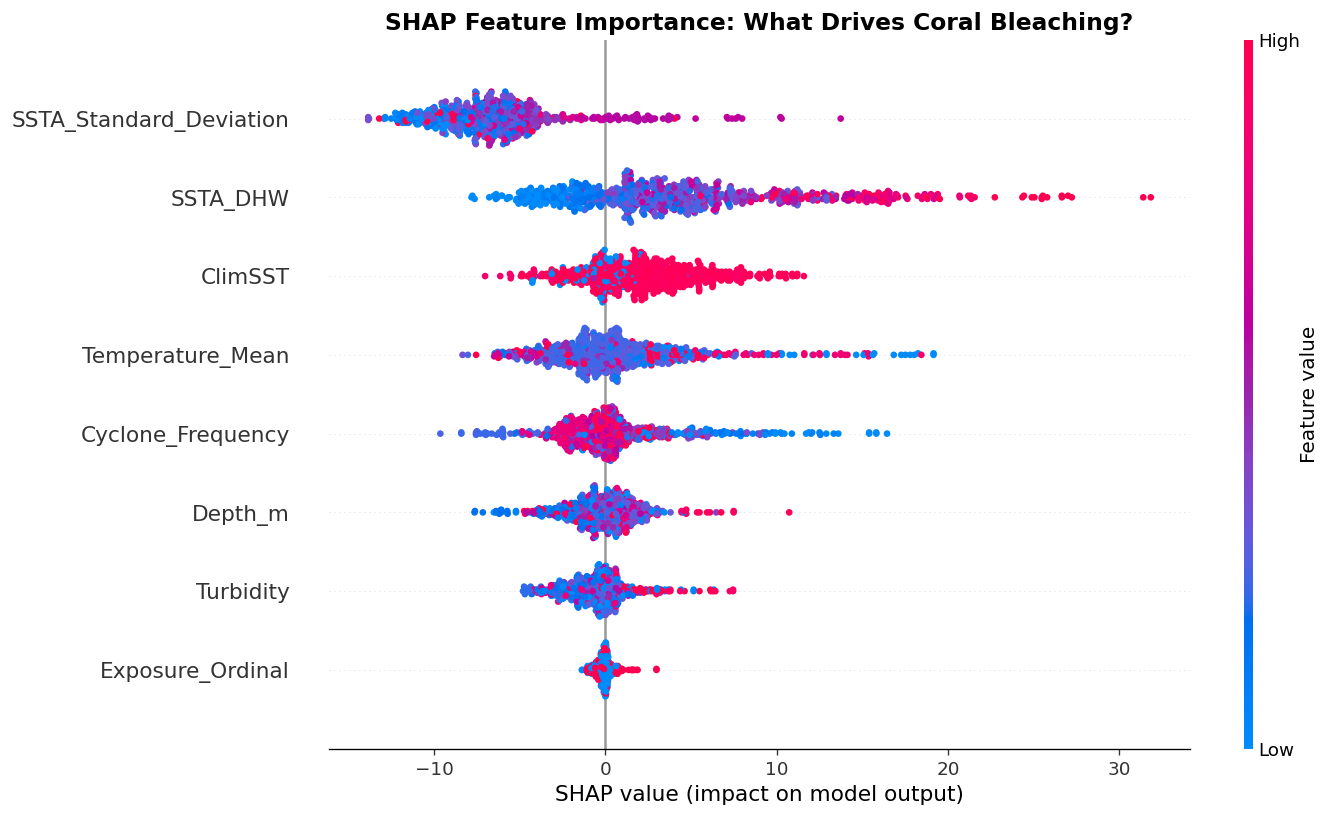 SHAP Feature Importance: What Drives Coral Bleaching?
High
SSTA_Standard_Deviation
SSTA_DHW
ClimSST
Temperature_Mean
Cyclone_Frequency
Depth_m
Turbidity
Exposure_Ordinal
Feature value
Low
−10 0 10 20 30
SHAP value (impact on model output)